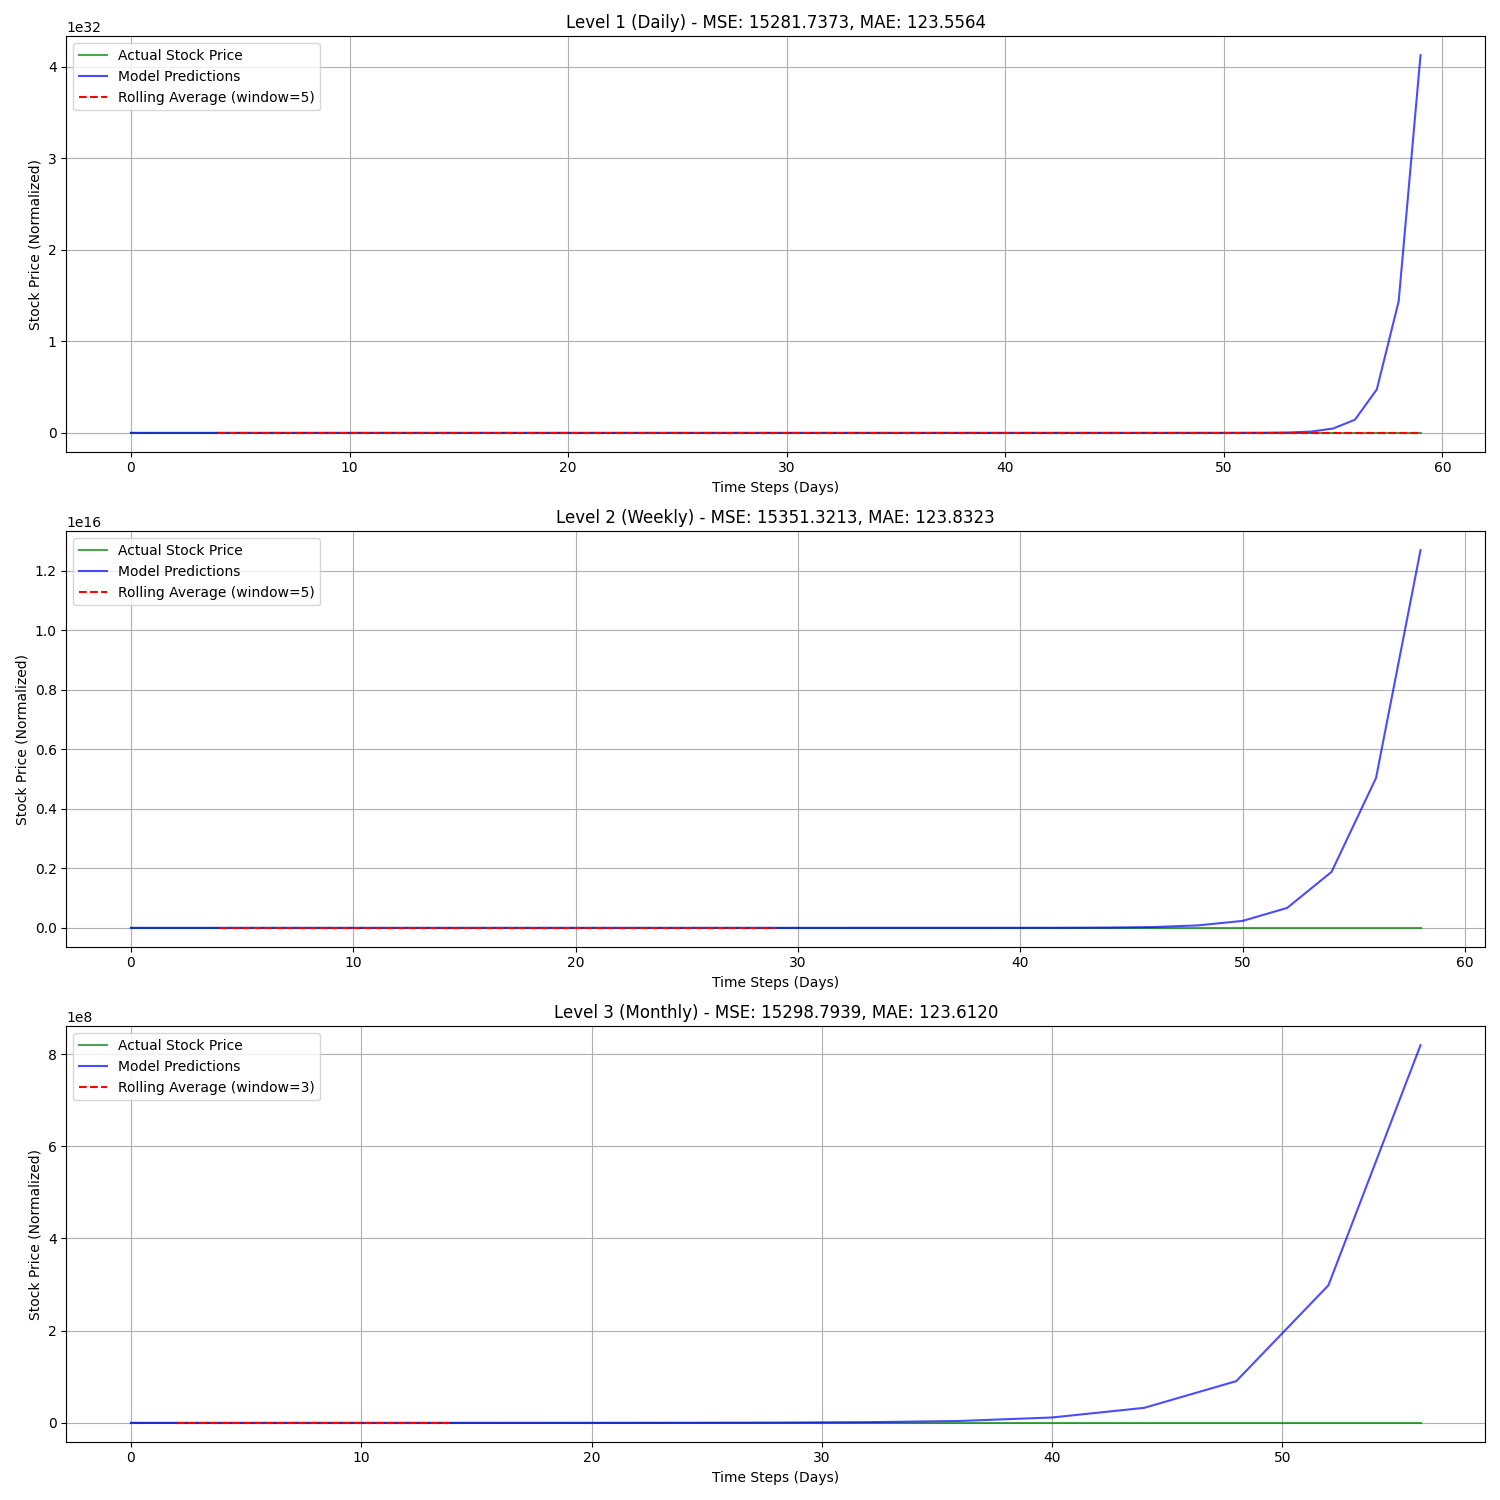 Level 1 (Daily) - MSE: 15281.7373, MAE: 123.5564
1e32
Actual Stock Price
Model Predictions
Rolling Average (window=5)
Stock Price (Normalized)
4
3
2
1
0
0 10 20 30 40 50 60
Time Steps (Days)
Level 2 (Weekly) - MSE: 15351.3213, MAE: 123.8323
1e16
Actual Stock Price
Model Predictions
Rolling Average (window=5)
Stock Price (Normalized)
1.2
1.0
0.8
0.6
0.4
0.2
0.0
0 10 20 30 40 50 60
Time Steps (Days)
Level 3 (Monthly) - MSE: 15298.7939, MAE: 123.6120
1e8
Actual Stock Price
Model Predictions
Rolling Average (window=3)
Stock Price (Normalized)
8
6
4
2
0
0 10 20 30 40 50
Time Steps (Days)